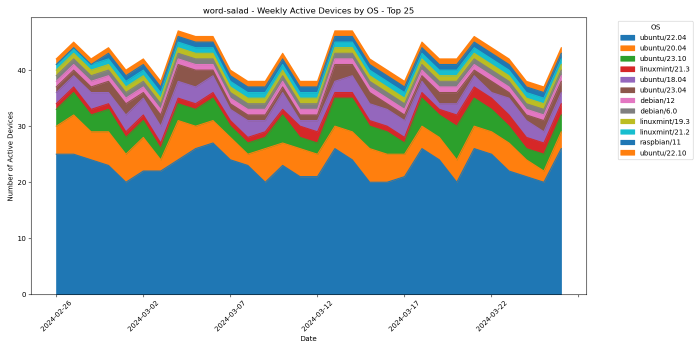 word-salad - Weekly Active Devices by OS - Top 25
Number of Active Devices
40
30
20
10
0
2024-02-26
2024-03-02
2024-03-07
2024-03-12
2024-03-17
2024-03-22
Date
OS
ubuntu/22.04
ubuntu/20.04
ubuntu/23.10
linuxmint/21.3
ubuntu/18.04
ubuntu/23.04
debian/12
debian/6.0
linuxmint/19.3
linuxmint/21.2
raspbian/11
ubuntu/22.10